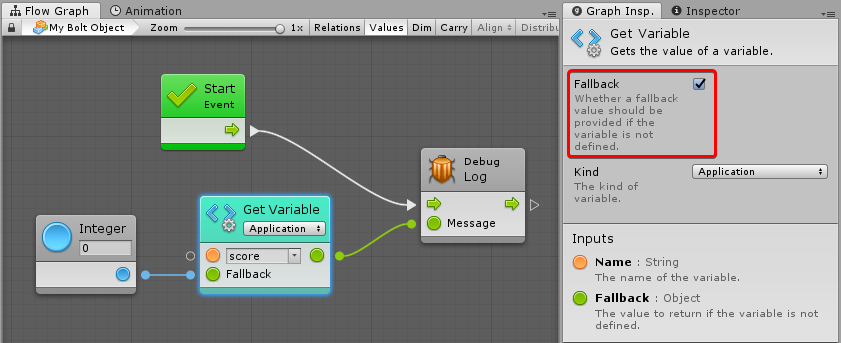 Flow Graph
Animation
My Bolt Object
Zoom
1x
Relations
Values
Dim
Carry
Align
Distribu
Start
Event
Debug
Log
Message
Get Variable
Application
score
Fallback
Integer
0
Graph Insp.
Inspector
Get Variable
Gets the value of a variable.
Fallback
Whether a fallback
value should be
provided if the
variable is not
defined.
Kind
Application
The kind of
variable.
Inputs
Name : String
The name of the variable.
Fallback : Object
The value to return if the variable is not
defined.